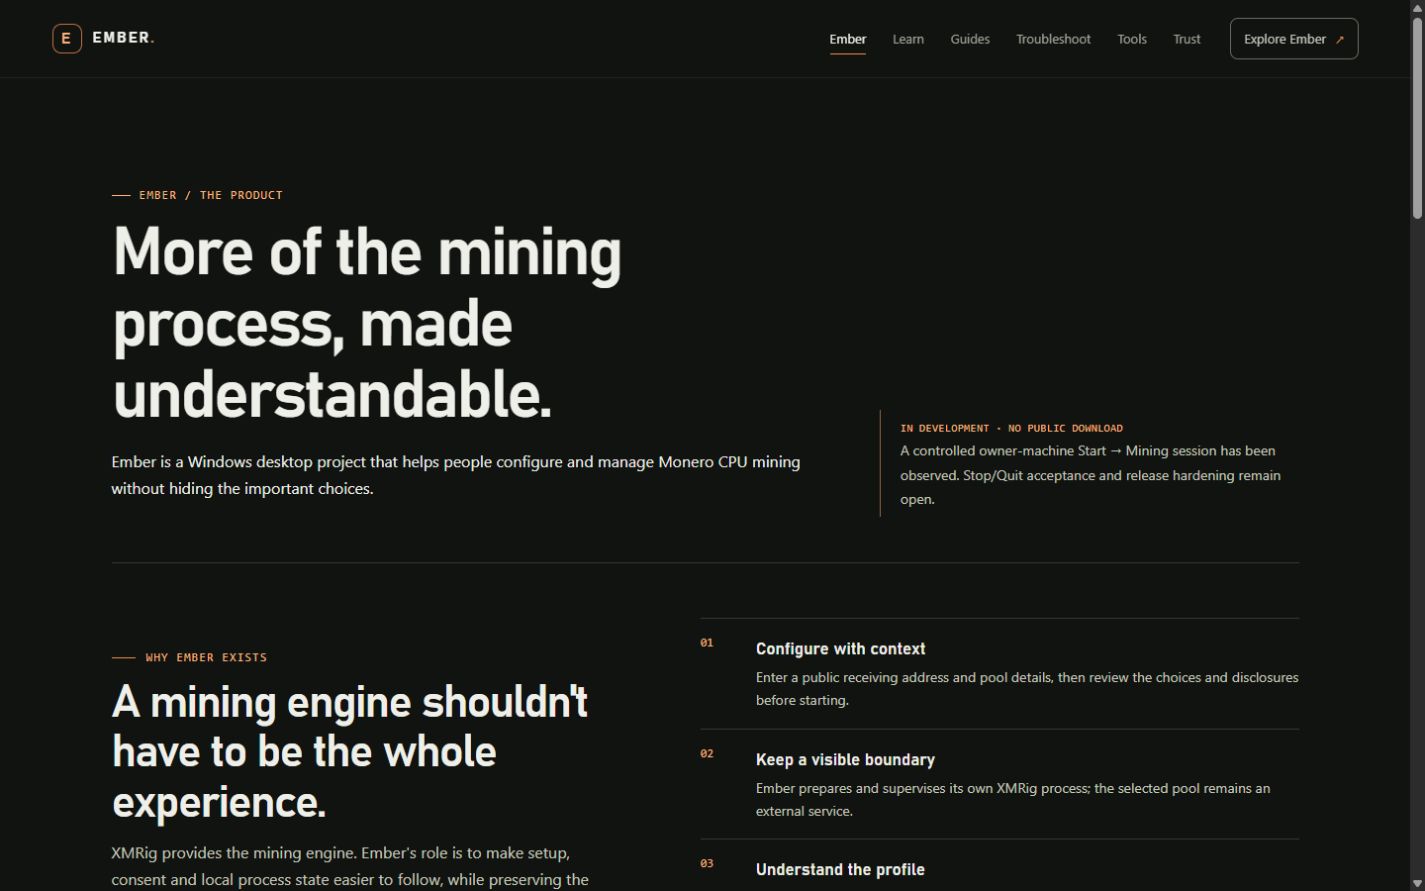 E EMBER.
Ember Learn Guides Troubleshoot Tools Trust Explore Ember ↗
EMBER / THE PRODUCT
More of the mining
process, made
understandable.
Ember is a Windows desktop project that helps people configure and manage Monero CPU mining
without hiding the important choices.
IN DEVELOPMENT · NO PUBLIC DOWNLOAD
A controlled owner-machine Start → Mining session has been
observed. Stop/Quit acceptance and release hardening remain
open.
WHY EMBER EXISTS
A mining engine shouldn't
have to be the whole
experience.
XMRig provides the mining engine. Ember's role is to make setup,
consent and local process state easier to follow, while preserving the
01
Configure with context
Enter a public receiving address and pool details, then review the choices and disclosures
before starting.
02
Keep a visible boundary
Ember prepares and supervises its own XMRig process; the selected pool remains an
external service.
03
Understand the profile